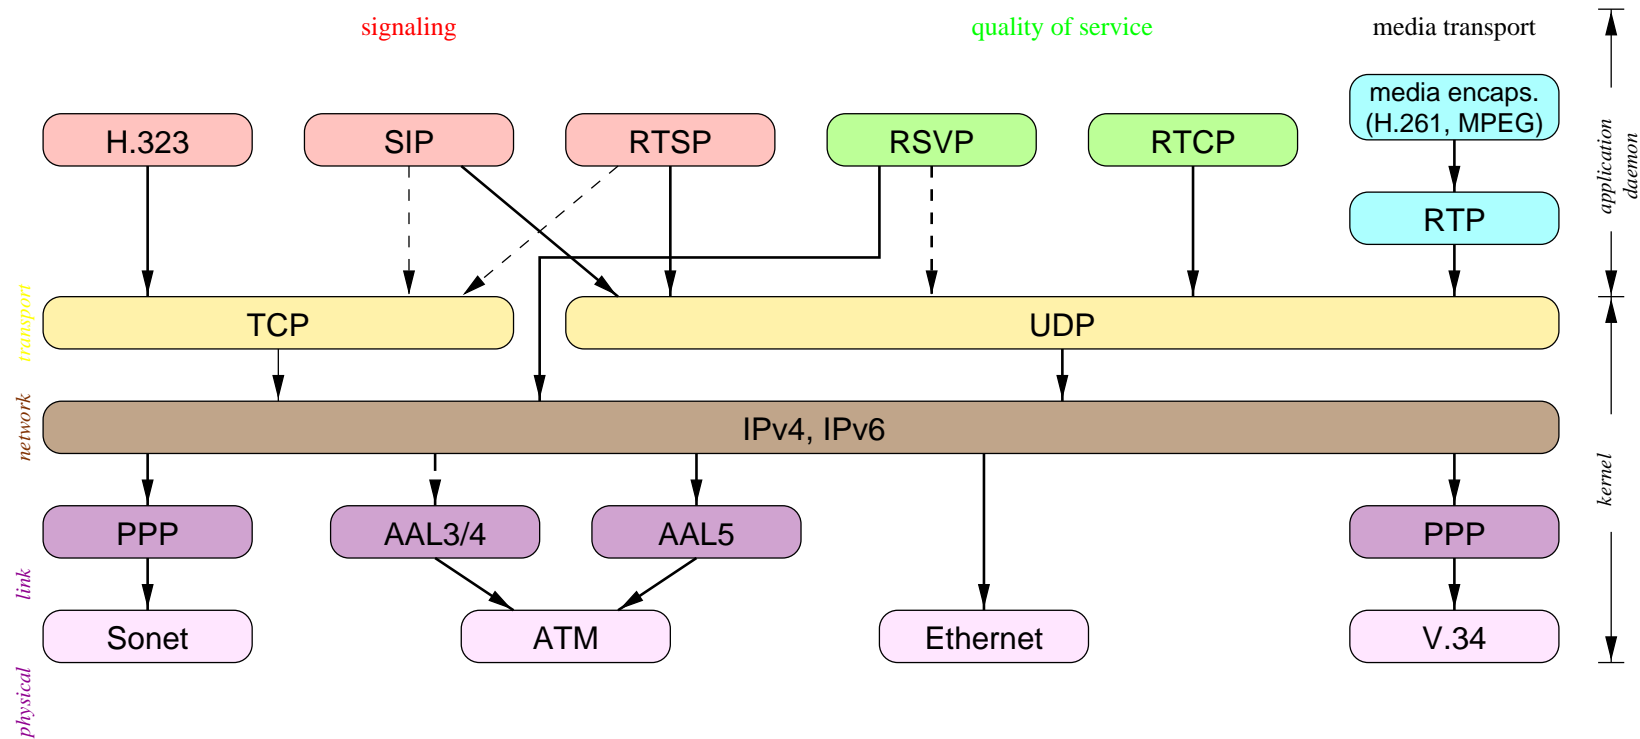 signaling
quality of service
media transport
media encaps.
(H.261, MPEG)
H.323
SIP
RTSP
RSVP
RTCP
application
daemon
RTP
transport
TCP
UDP
network
IPv4, IPv6
kernel
PPP
AAL3/4
AAL5
PPP
link
Sonet
ATM
Ethernet
V.34
physical